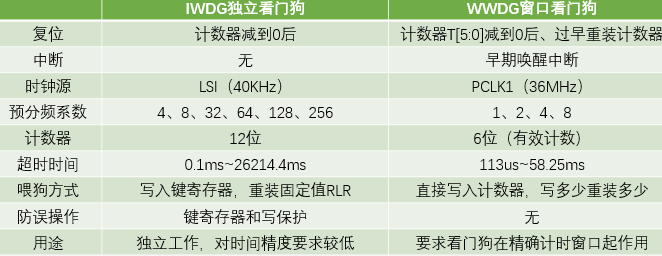 IWDG独立看门狗 WWDG窗口看门狗
复位 计数器减到0后 计数器T[5:0]减到0后、过早重装计数器
中断 无 早期唤醒中断
时钟源 LSI（40KHz） PCLK1（36MHz）
预分频系数 4、8、32、64、128、256 1、2、4、8
计数器 12位 6位（有效计数）
超时时间 0.1ms~26214.4ms 113us~58.25ms
喂狗方式 写入键寄存器，重装固定值RLR 直接写入计数器，写多少重装多少
防误操作 键寄存器和写保护 无
用途 独立工作，对时间精度要求较低 要求看门狗在精确计时窗口起作用